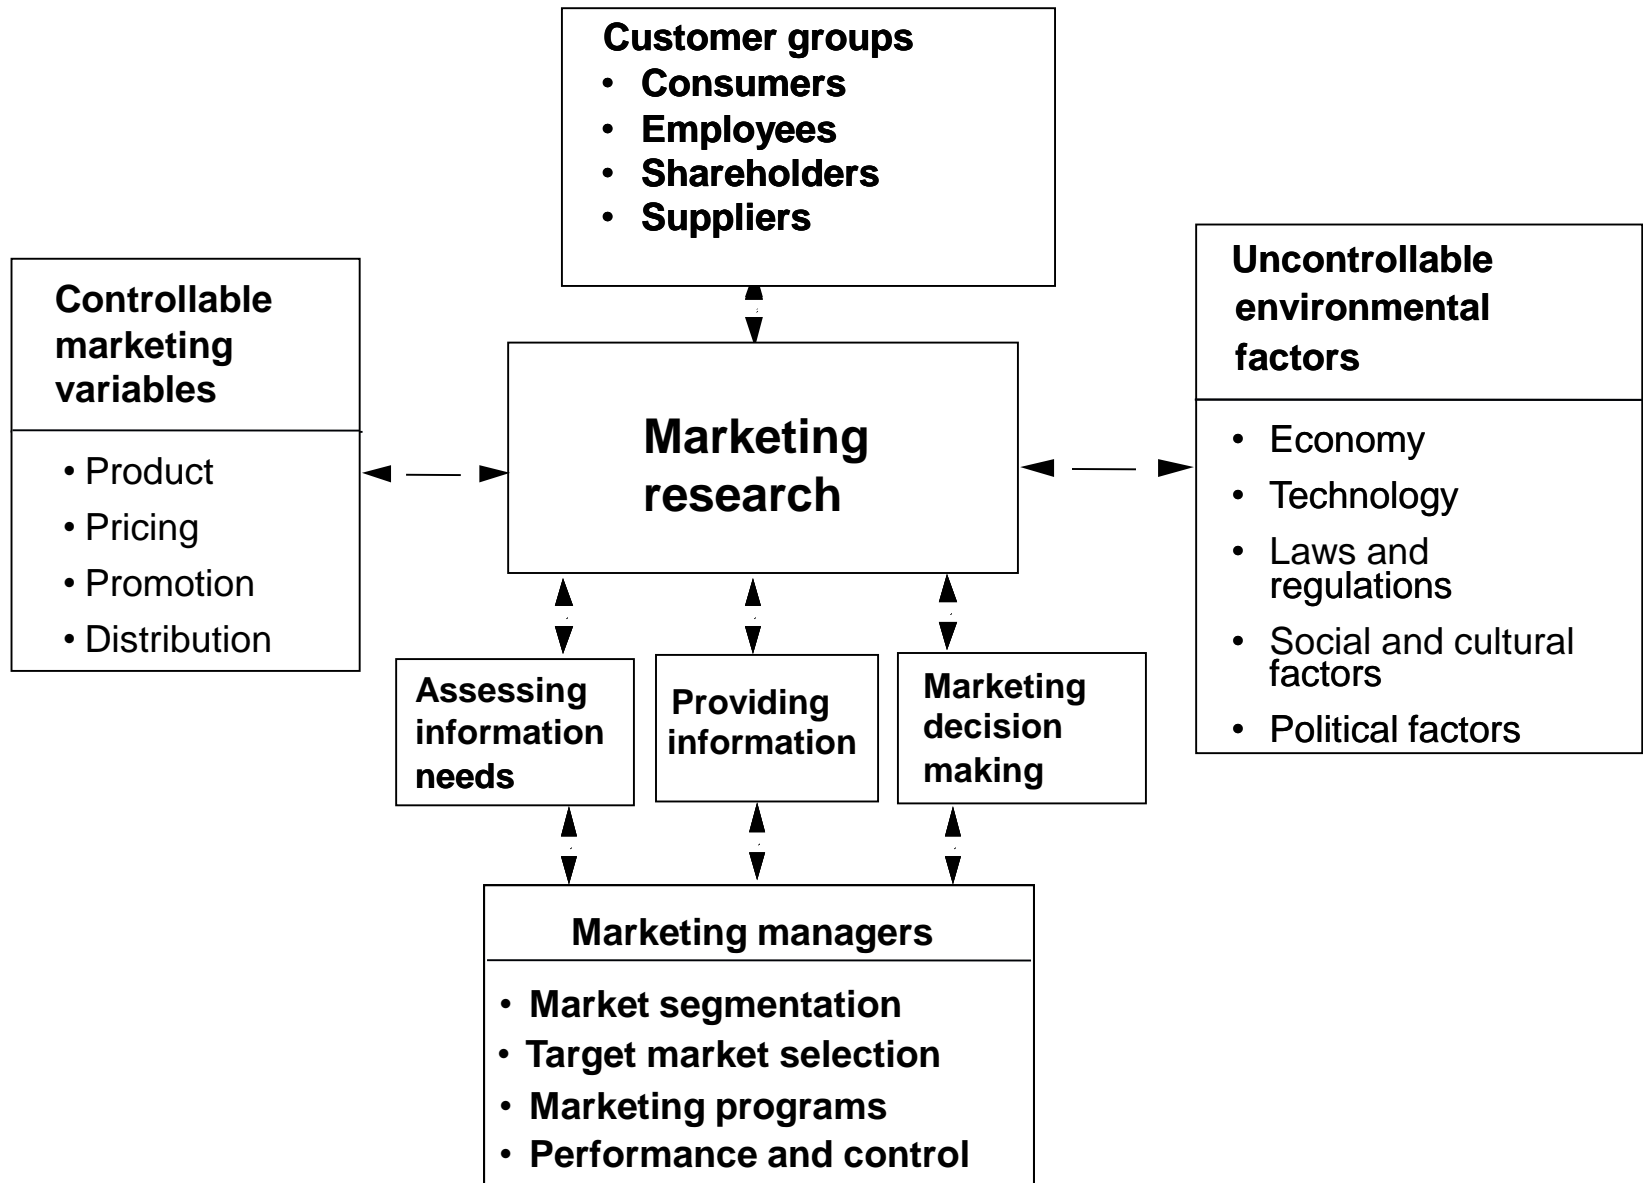 Customer groups
• Consumers
• Employees
• Shareholders
• Suppliers
Controllable
marketing
variables
• Product
• Pricing
• Promotion
• Distribution
Marketing
research
Uncontrollable
environmental
factors
• Economy
• Technology
• Laws and
regulations
• Social and cultural
factors
• Political factors
Assessing
information
needs
Providing
information
Marketing
decision
making
Marketing managers
• Market segmentation
• Target market selection
• Marketing programs
• Performance and control